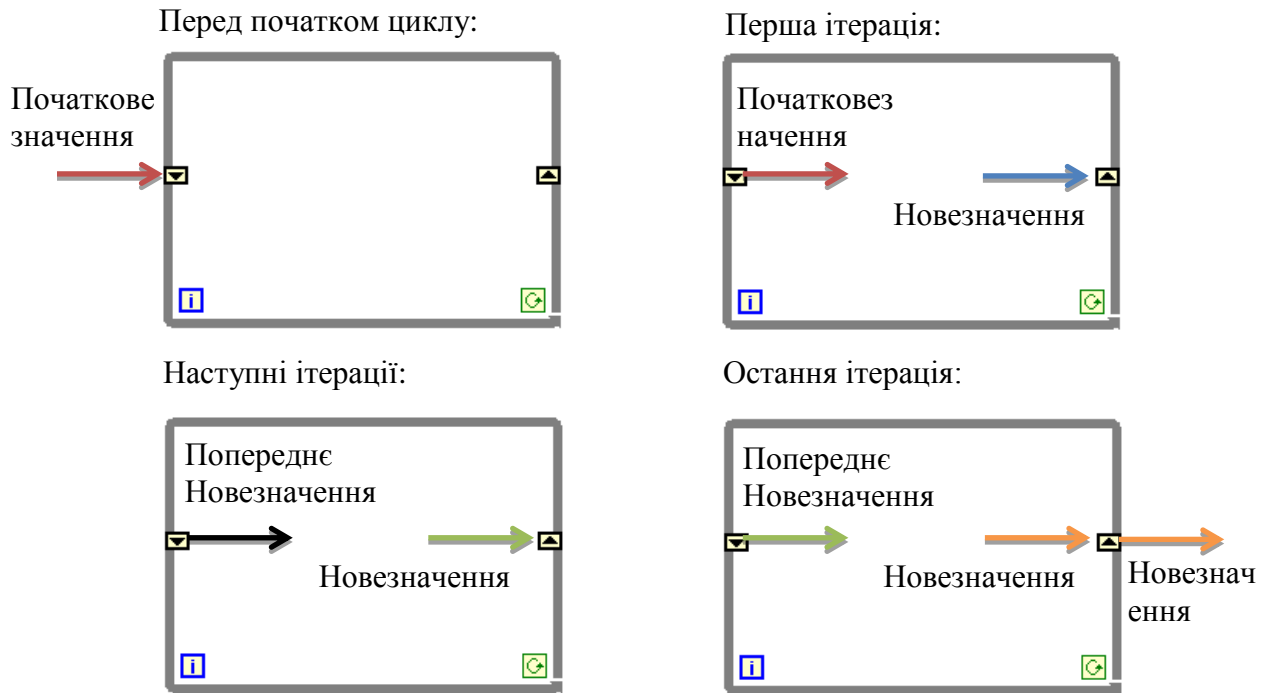 Перед початком циклу:
Початкове
значення
i
Перша ітерація:
Початковез
начення
Новезначення
i
Наступні ітерації:
Попереднє
Новезначення
Новезначення
i
Остання ітерація:
Попереднє
Новезначення
Новезначення
Новезнач
ення
i